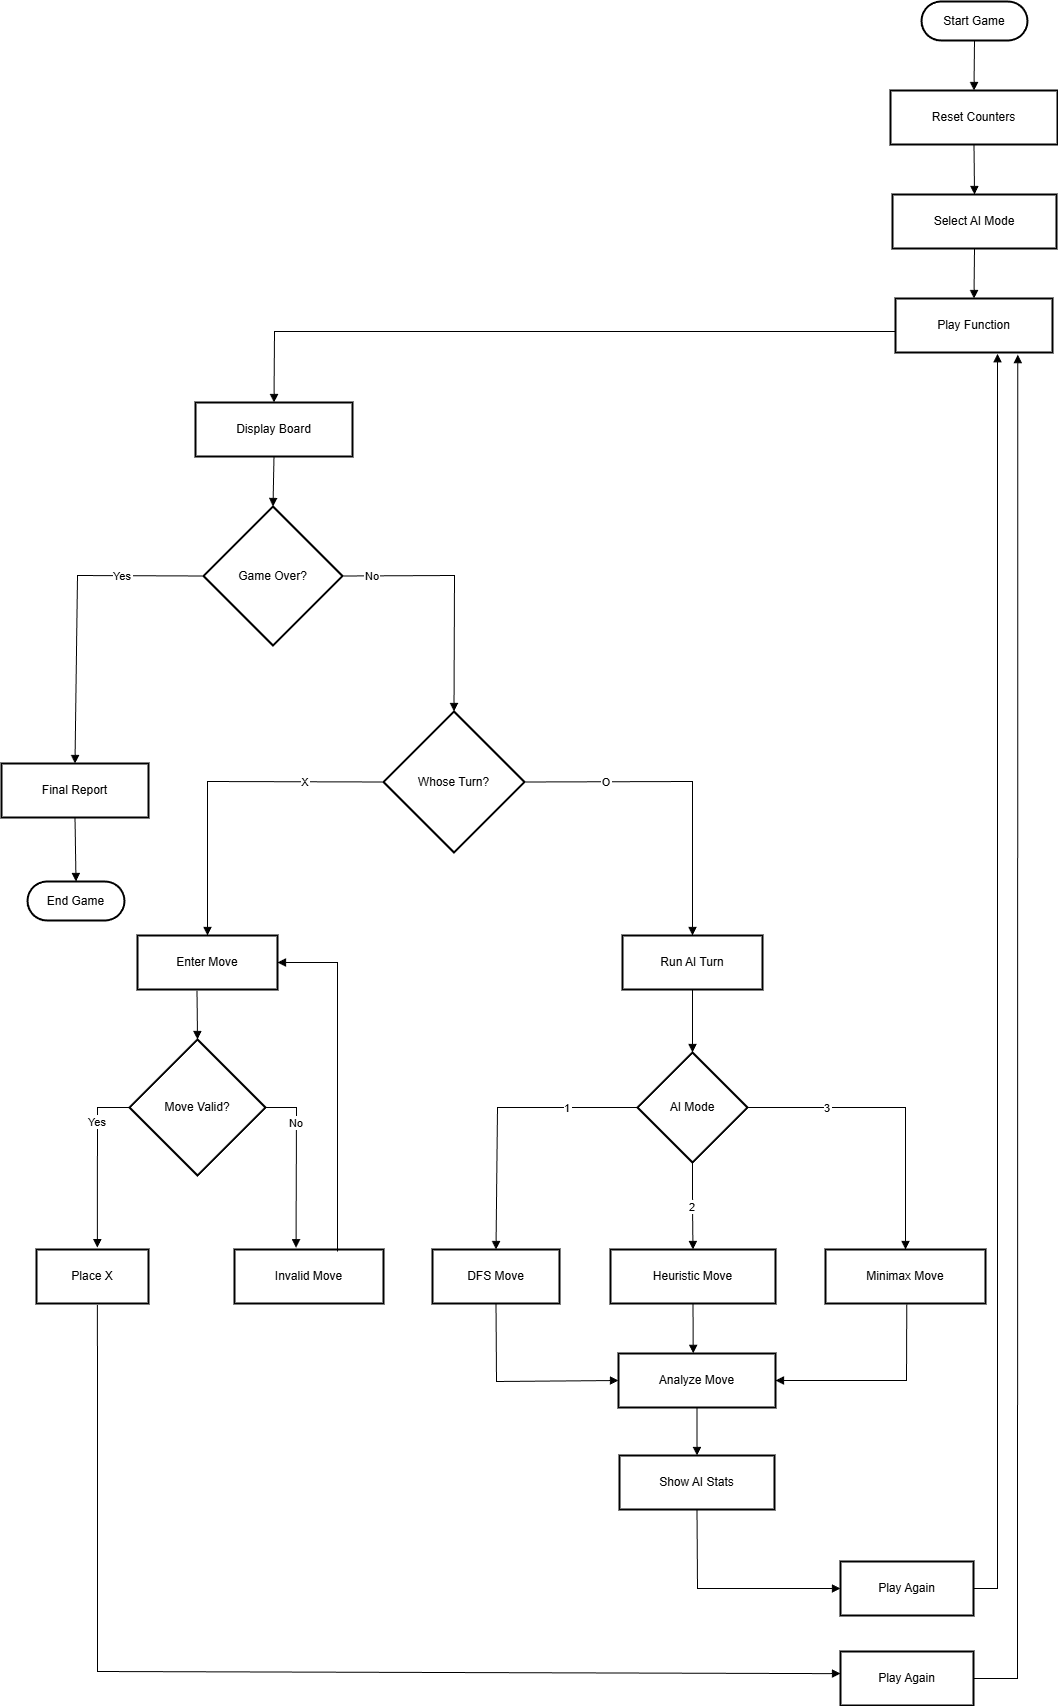 Start Game
Reset Counters
Select AI Mode
Play Function
Display Board
Game Over?
Yes
No
Whose Turn?
X
O
Final Report
End Game
Enter Move
Run AI Turn
Move Valid?
Yes
No
AI Mode
1
2
3
Place X
Invalid Move
DFS Move
Heuristic Move
Minimax Move
Analyze Move
Show AI Stats
Play Again
Play Again